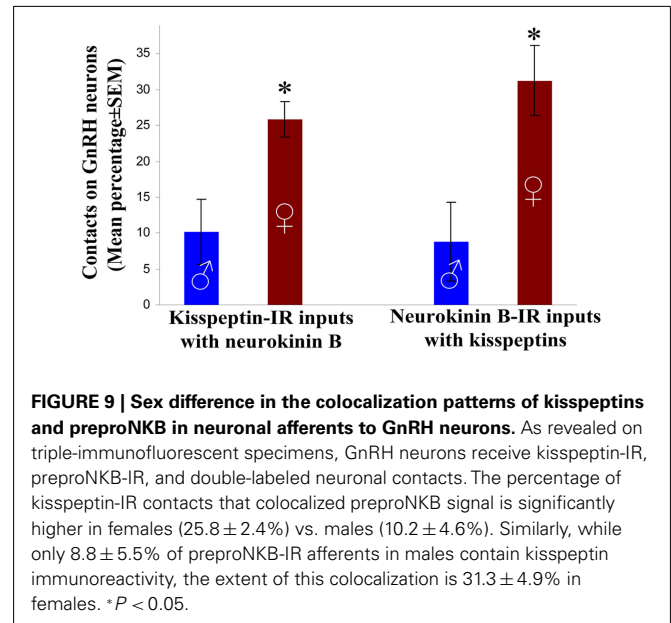 Contacts on GnRH neurons
(Mean percentage±SEM)
35
30
25
20
15
10
5
0
*
*
♂
♀
♂
♀
Kisspeptin-IR inputs
with neurokinin B
Neurokinin B-IR inputs
with kisspeptins
FIGURE 9 | Sex difference in the colocalization patterns of kisspeptins
and preproNKB in neuronal afferents to GnRH neurons. As revealed on
triple-immunofluorescent specimens, GnRH neurons receive kisspeptin-IR,
preproNKB-IR, and double-labeled neuronal contacts. The percentage of
kisspeptin-IR contacts that colocalized preproNKB signal is significantly
higher in females (25.8 ± 2.4%) vs. males (10.2 ± 4.6%). Similarly, while
only 8.8 ± 5.5% of preproNKB-IR afferents in males contain kisspeptin
immunoreactivity, the extent of this colocalization is 31.3 ± 4.9% in
females. *P < 0.05.